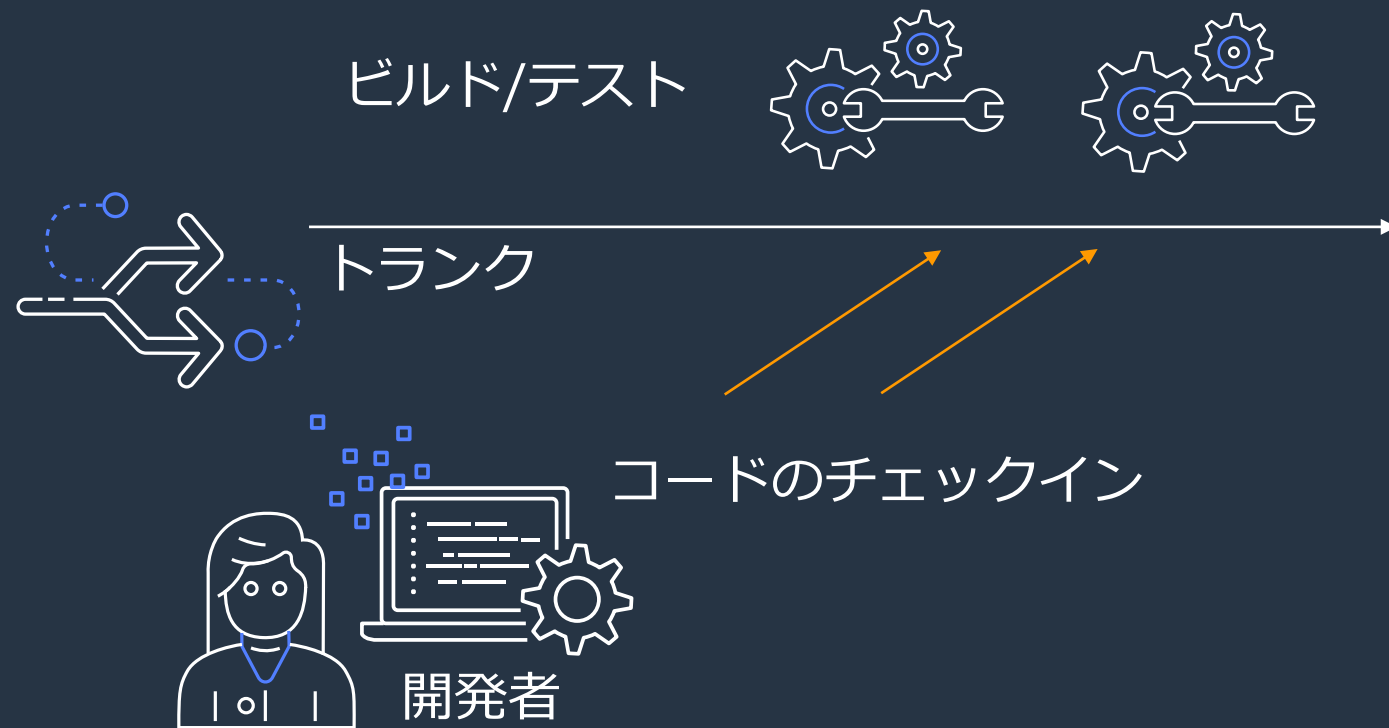 ビルド/テスト
トランク
コードのチェックイン
開発者